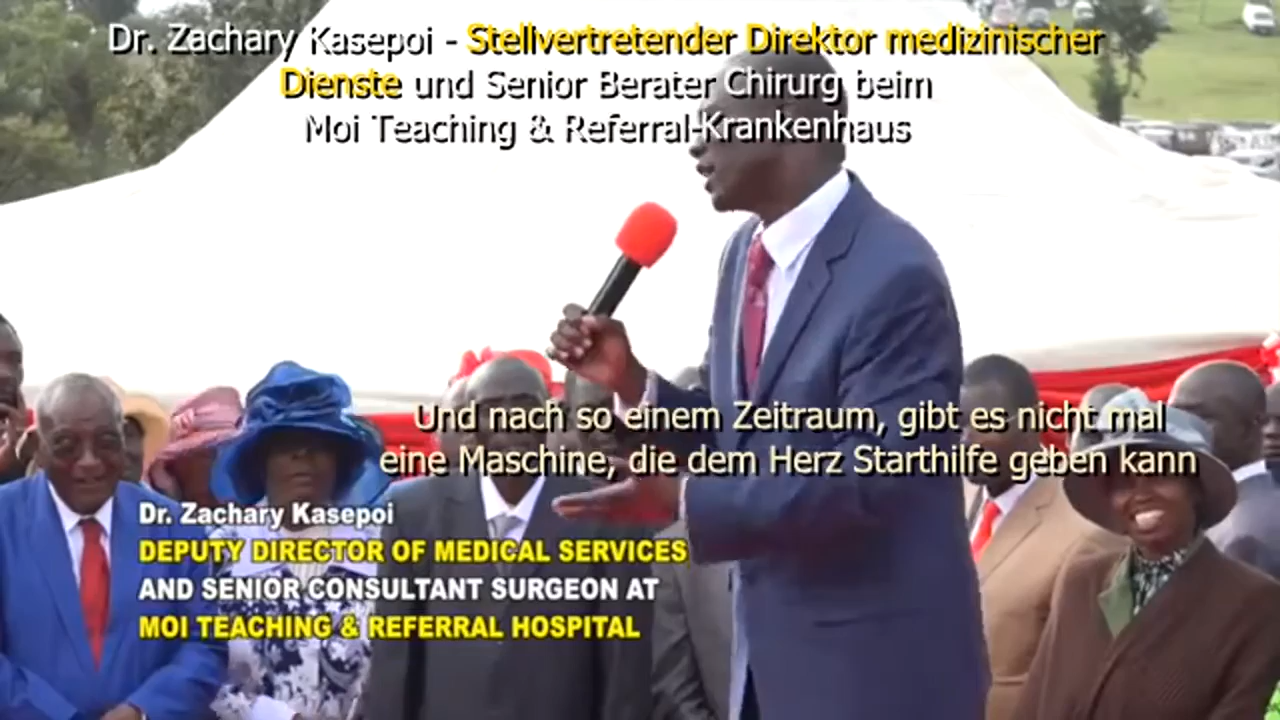 Dr. Zachary Kasepoi - Stellvertretender Direktor medizinischer
Dienste und Senior Berater Chirurg beim
Moi Teaching & Referral-Krankenhaus
Und nach so einem Zeitraum, gibt es nicht mal
eine Maschine, die dem Herz Starthilfe geben kann
Dr. Zachary Kasepoi
DEPUTY DIRECTOR OF MEDICAL SERVICES
AND SENIOR CONSULTANT SURGEON AT
MOI TEACHING & REFERRAL HOSPITAL